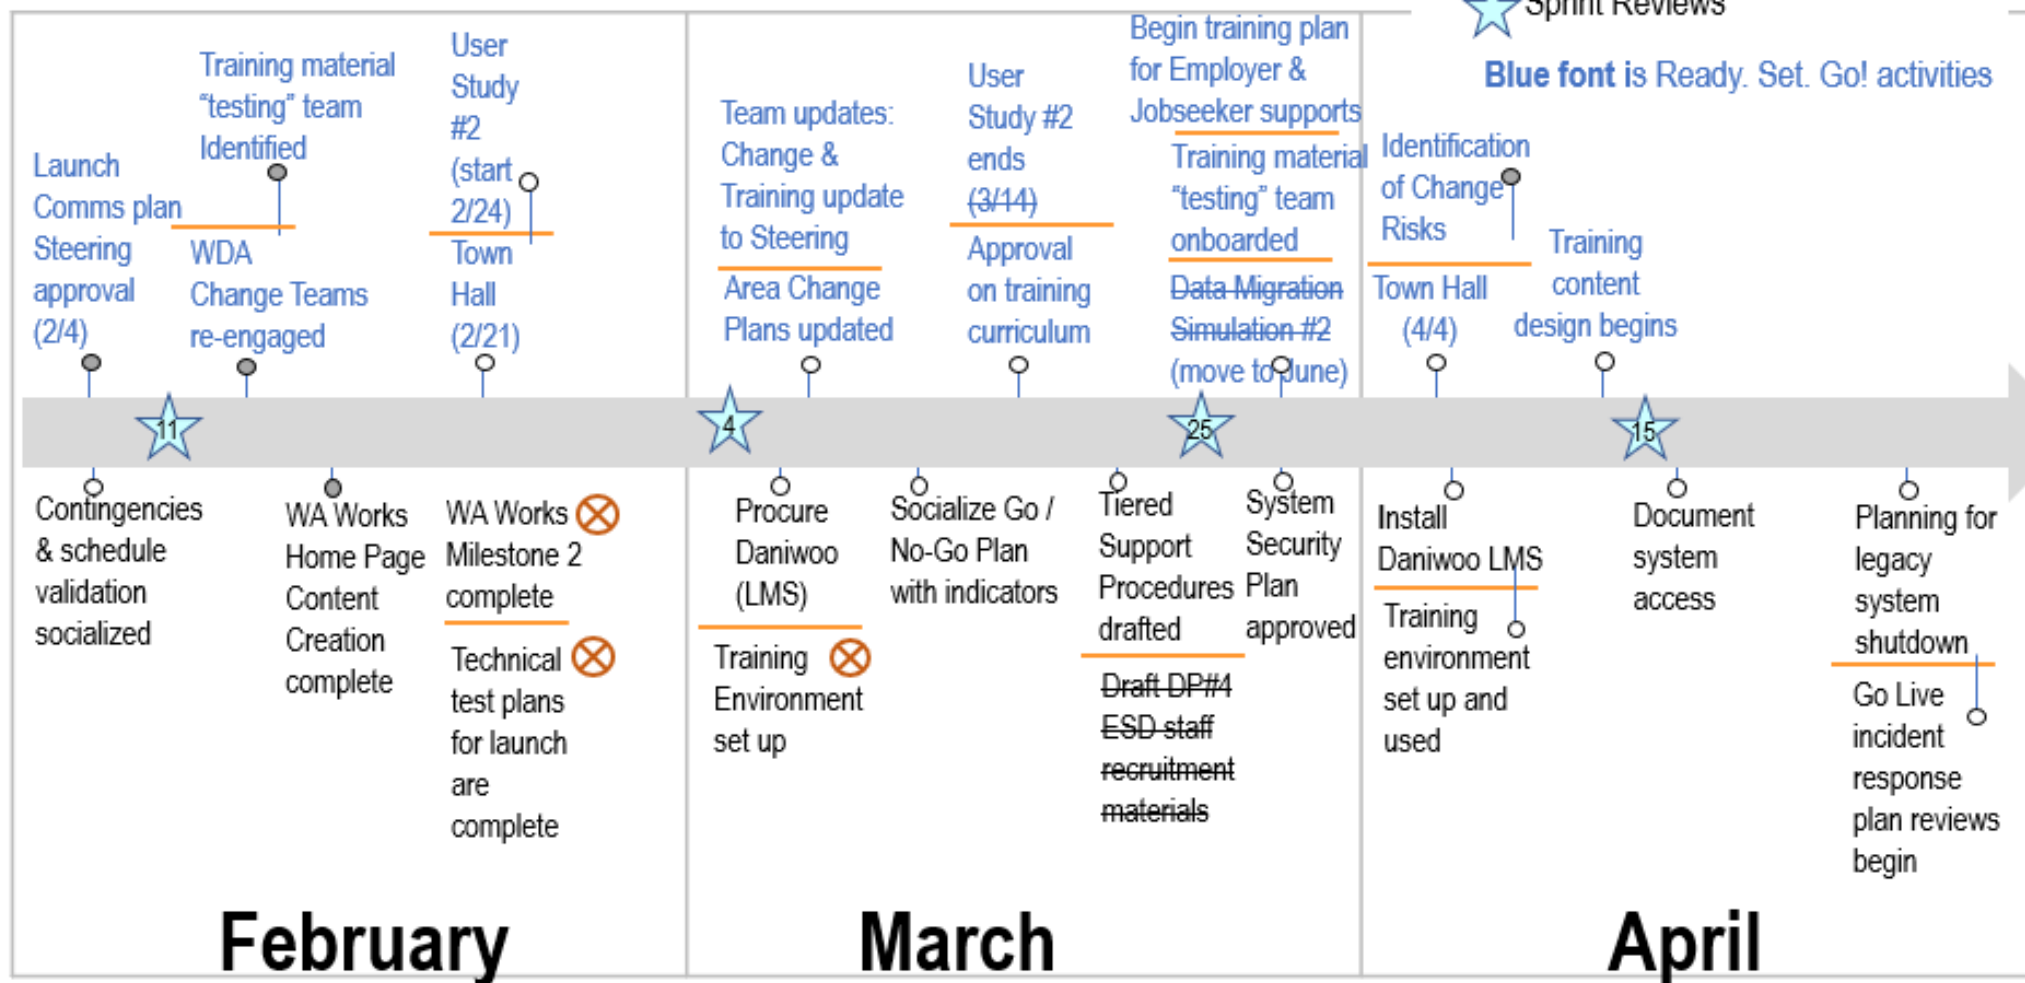 Sprint Reviews
Blue font is Ready. Set. Go! activities
Launch
Comms plan
Steering
approval
(2/4)
Training material
“testing” team
Identified
WDA
Change Teams
re-engaged
User
Study
#2
(start
2/24)
Town
Hall
(2/21)
Team updates:
Change &
Training update
to Steering
Area Change
Plans updated
User
Study #2
ends
(3/14)
Approval
on training
curriculum
Begin training plan
for Employer &
Jobseeker supports
Training material
“testing” team
onboarded
Data Migration
Simulation #2
(move to June)
Identification
of Change
Risks
Town Hall
(4/4)
Training
content
design begins
11
4
25
15
Contingencies
& schedule
validation
socialized
WA Works
Home Page
Content
Creation
complete
WA Works
Milestone 2
complete
Technical
test plans
for launch
are
complete
Procure
Daniwoo
(LMS)
Training
Environment
set up
Socialize Go /
No-Go Plan
with indicators
Tiered
Support
Procedures
drafted
Draft DP#4
ESD staff
recruitment
materials
System
Security
Plan
approved
Install
Daniwoo LMS
Training
environment
set up and
used
Document
system
access
Planning for
legacy
system
shutdown
Go Live
incident
response
plan reviews
begin
February
March
April